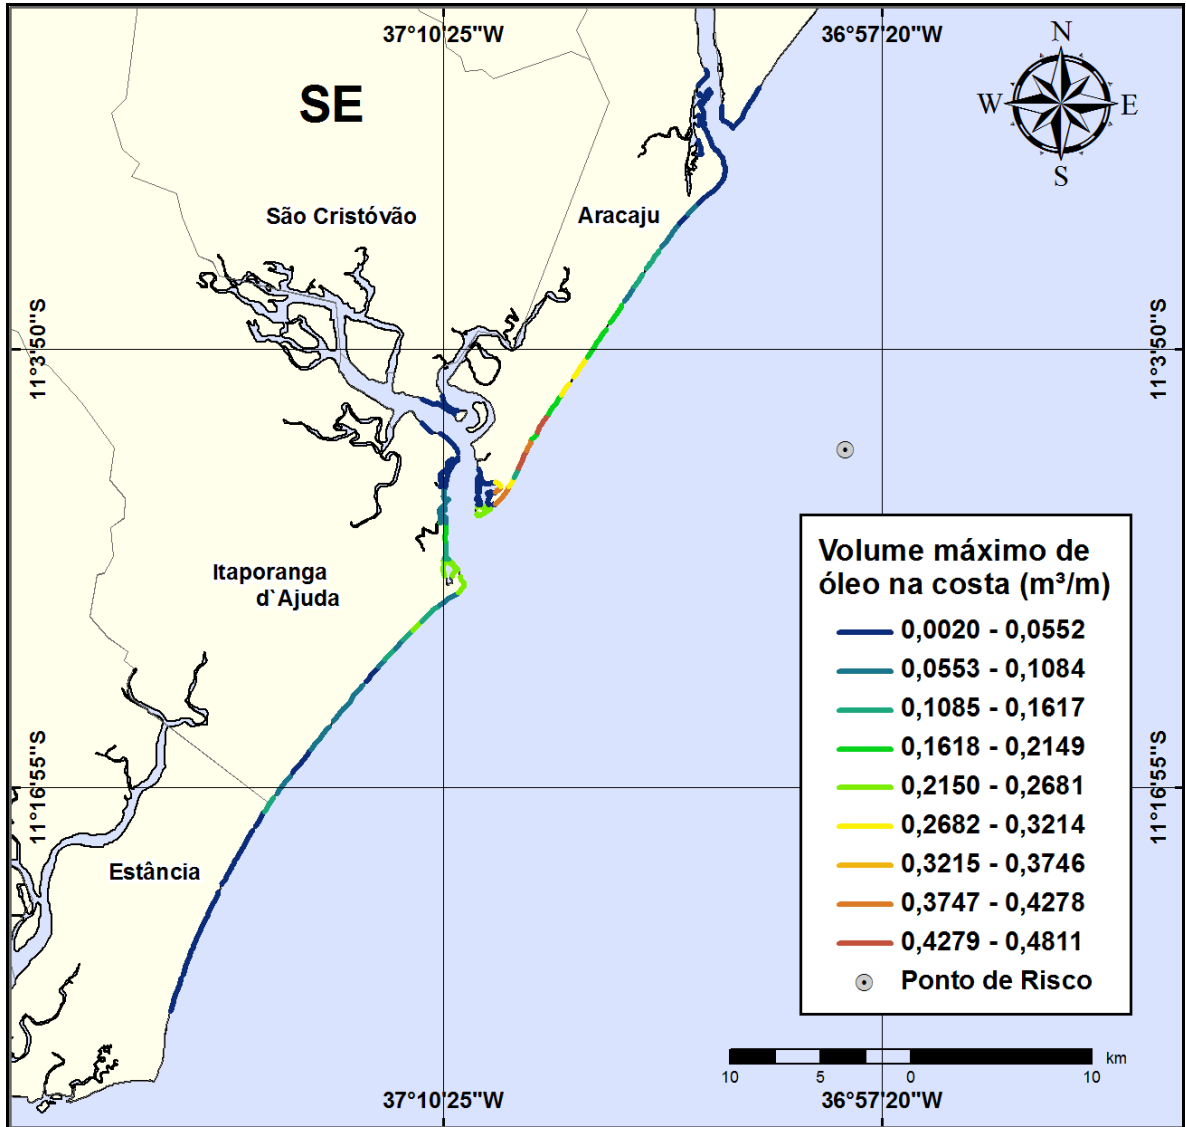 37°10'25"W
36°57'20"W
N
W
E
S
SE
São Cristóvão
Aracaju
11°3'50"S
11°3'50"S
Itaporanga
d`Ajuda
Volume máximo de
óleo na costa (m³/m)
0,0020 - 0,0552
0,0553 - 0,1084
0,1085 - 0,1617
0,1618 - 0,2149
0,2150 - 0,2681
0,2682 - 0,3214
0,3215 - 0,3746
0,3747 - 0,4278
0,4279 - 0,4811
Ponto de Risco
11°16'55"S
11°16'55"S
Estância
km
10
5
0
10
37°10'25"W
36°57'20"W